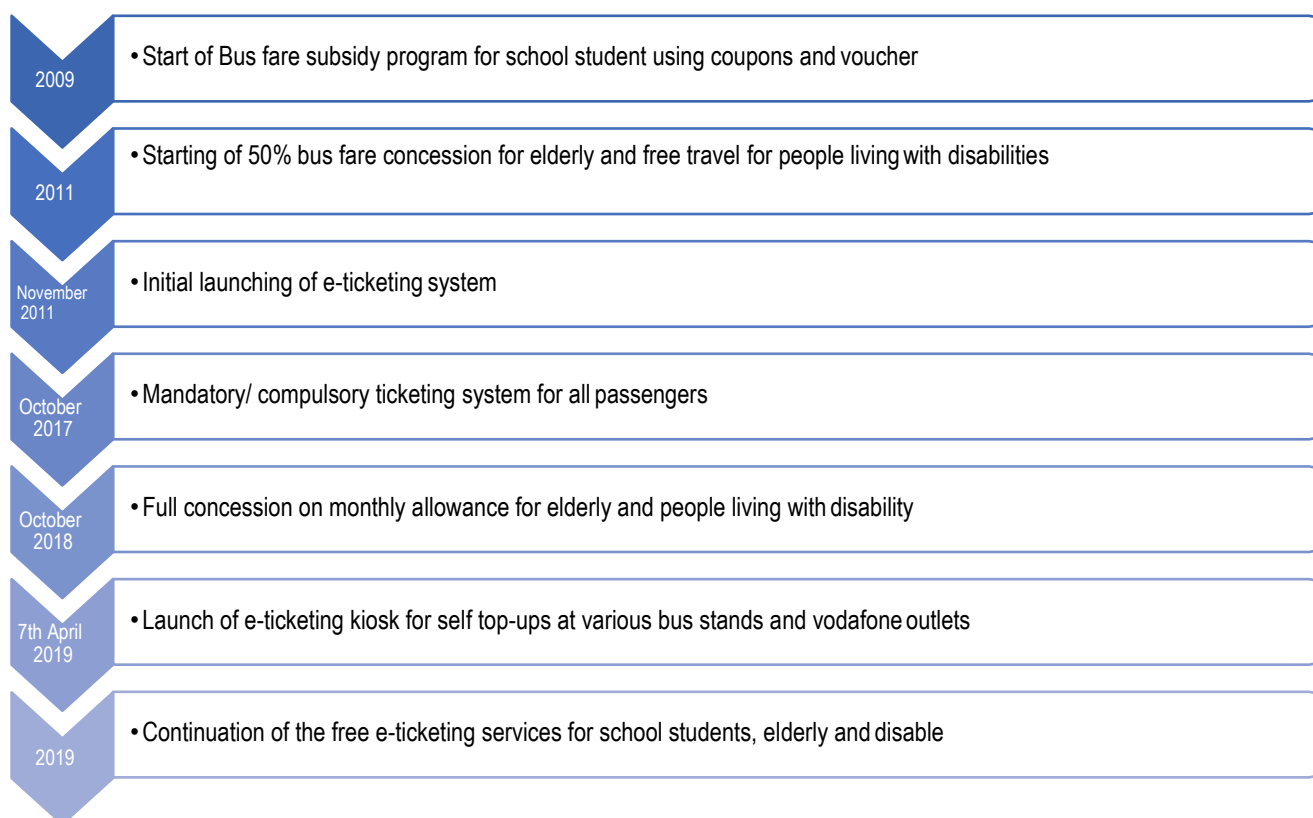 2009
•Start of Bus fare subsidy program for school student using coupons and voucher
2011
•Starting of 50% bus fare concession for elderly and free travel for people living with disabilities
November
2011
•Initial launching of e-ticketing system
October
2017
•Mandatory/ compulsory ticketing system for all passengers
October
2018
•Full concession on monthly allowance for elderly and people living with disability
7th April
2019
•Launch of e-ticketing kiosk for self top-ups at various bus stands and vodafone outlets
2019
•Continuation of the free e-ticketing services for school students, elderly and disable